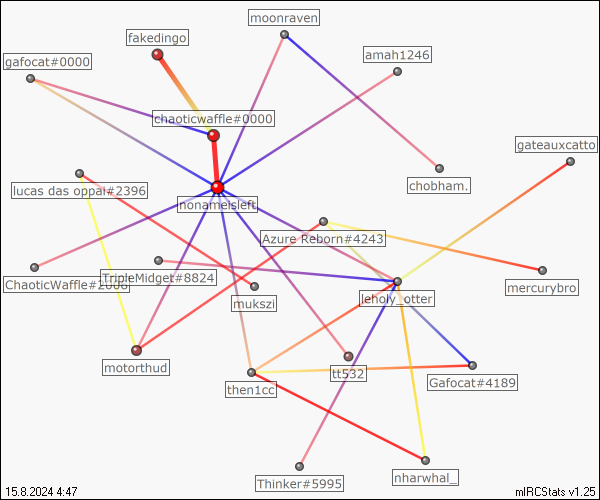 moonraven
fakedingo
amah1246
gafocat#0000
chaoticwaffle#0000
gateauxcatto
chobham.
lucas das oppai#2396
nonameisleft
Azure Reborn#4243
TripleMidget#8824
mercurybro
leholy_otter
mukszi
motorthud
tt532
Gafocat#4189
then1cc
Thinker#5995
nharwhal_
15.8.2024 4:47
mIRCStats v1.25